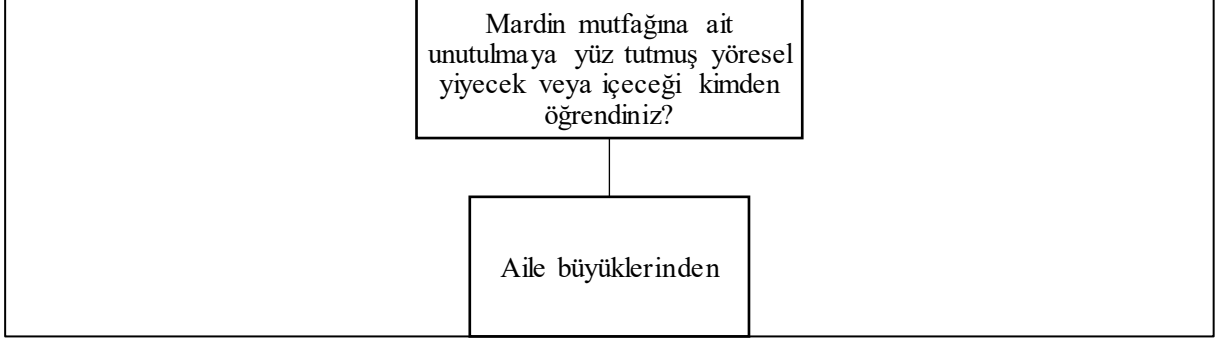 Mardin mutfağına ait
unutulmaya yüz tutmuş yöresel
yiyecek veya içeceği kimden
öğrendiniz?
Aile büyüklerinden